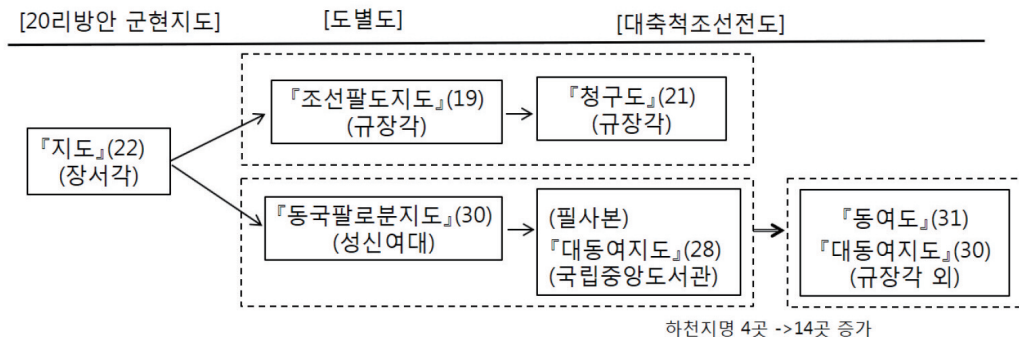 [20리방안 군현지도]
[도별도]
[대축척조선전도]
『지도』(22)
(장서각)
『조선팔도지도』(19)
(규장각)
『청구도』(21)
(규장각)
『동국팔로분지도』(30)
(성신여대)
(필사본)
『대동여지도』(28)
(국립중앙도서관)
『동여도』(31)
『대동여지도』(30)
(규장각 외)
하천지명 4곳 ->14곳 증가